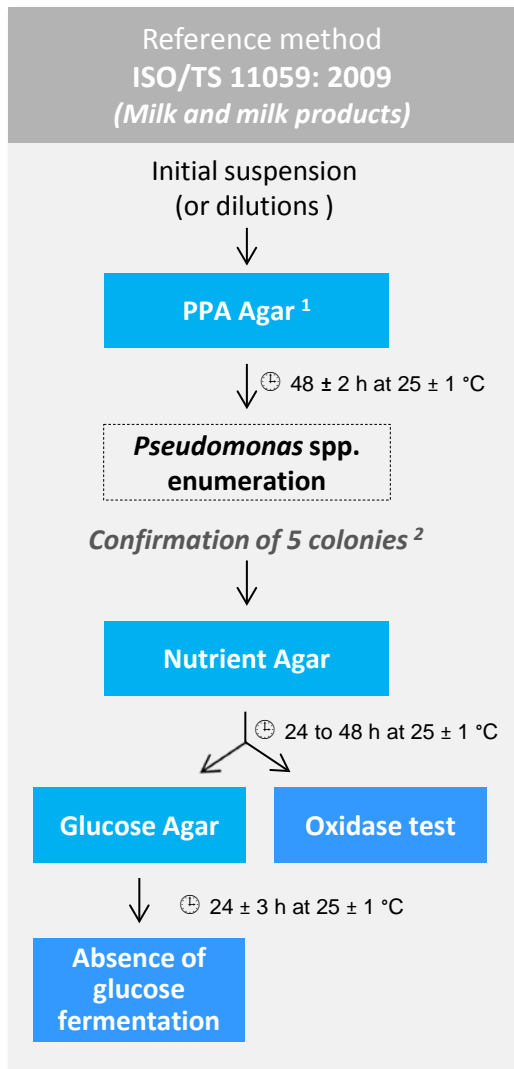 Reference method
ISO/TS 11059: 2009
(Milk and milk products)
Initial suspension
(or dilutions )
PPA Agar ¹
48 ± 2 h at 25 ± 1 °C
Pseudomonas spp.
enumeration
Confirmation of 5 colonies ²
Nutrient Agar
24 to 48 h at 25 ± 1 °C
Glucose Agar
Oxidase test
24 ± 3 h at 25 ± 1 °C
Absence of
glucose
fermentation